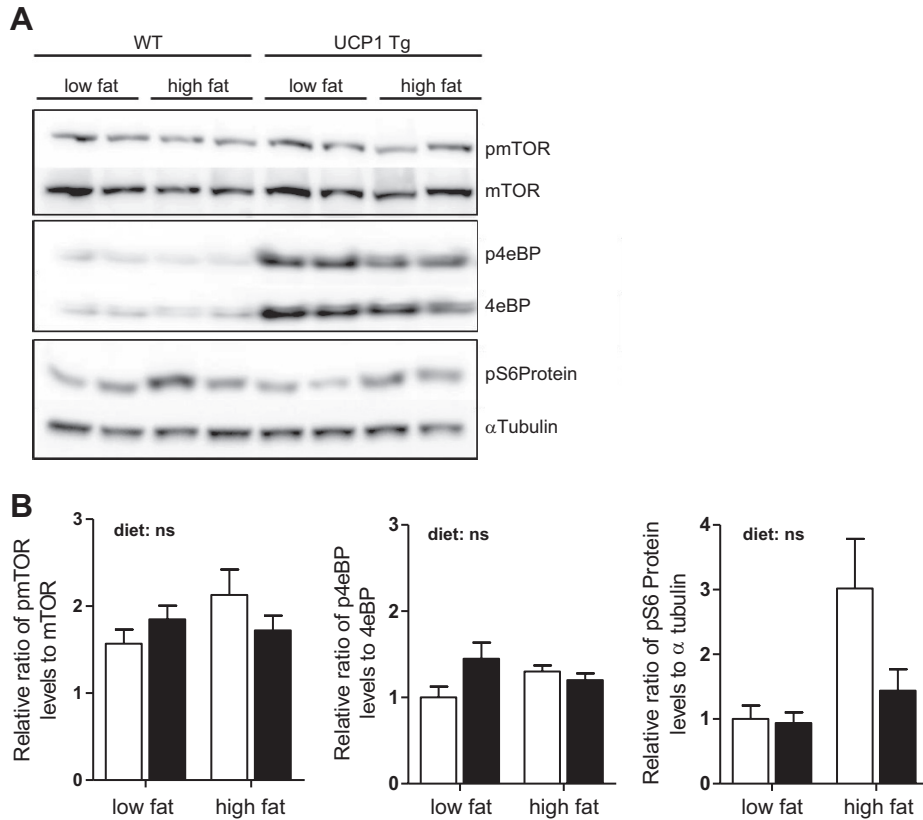 A
WT UCP1 Tg
low fat high fat low fat high fat
pmTOR
mTOR
p4eBP
4eBP
pS6Protein
αTubulin
B
Relative ratio of pmTOR
levels to mTOR
3
2
1
0
diet: ns
low fat high fat
Relative ratio of p4eBP
levels to 4eBP
3
2
1
0
diet: ns
low fat high fat
Relative ratio of pS6 Protein
levels to α tubulin
4
3
2
1
0
diet: ns
low fat high fat